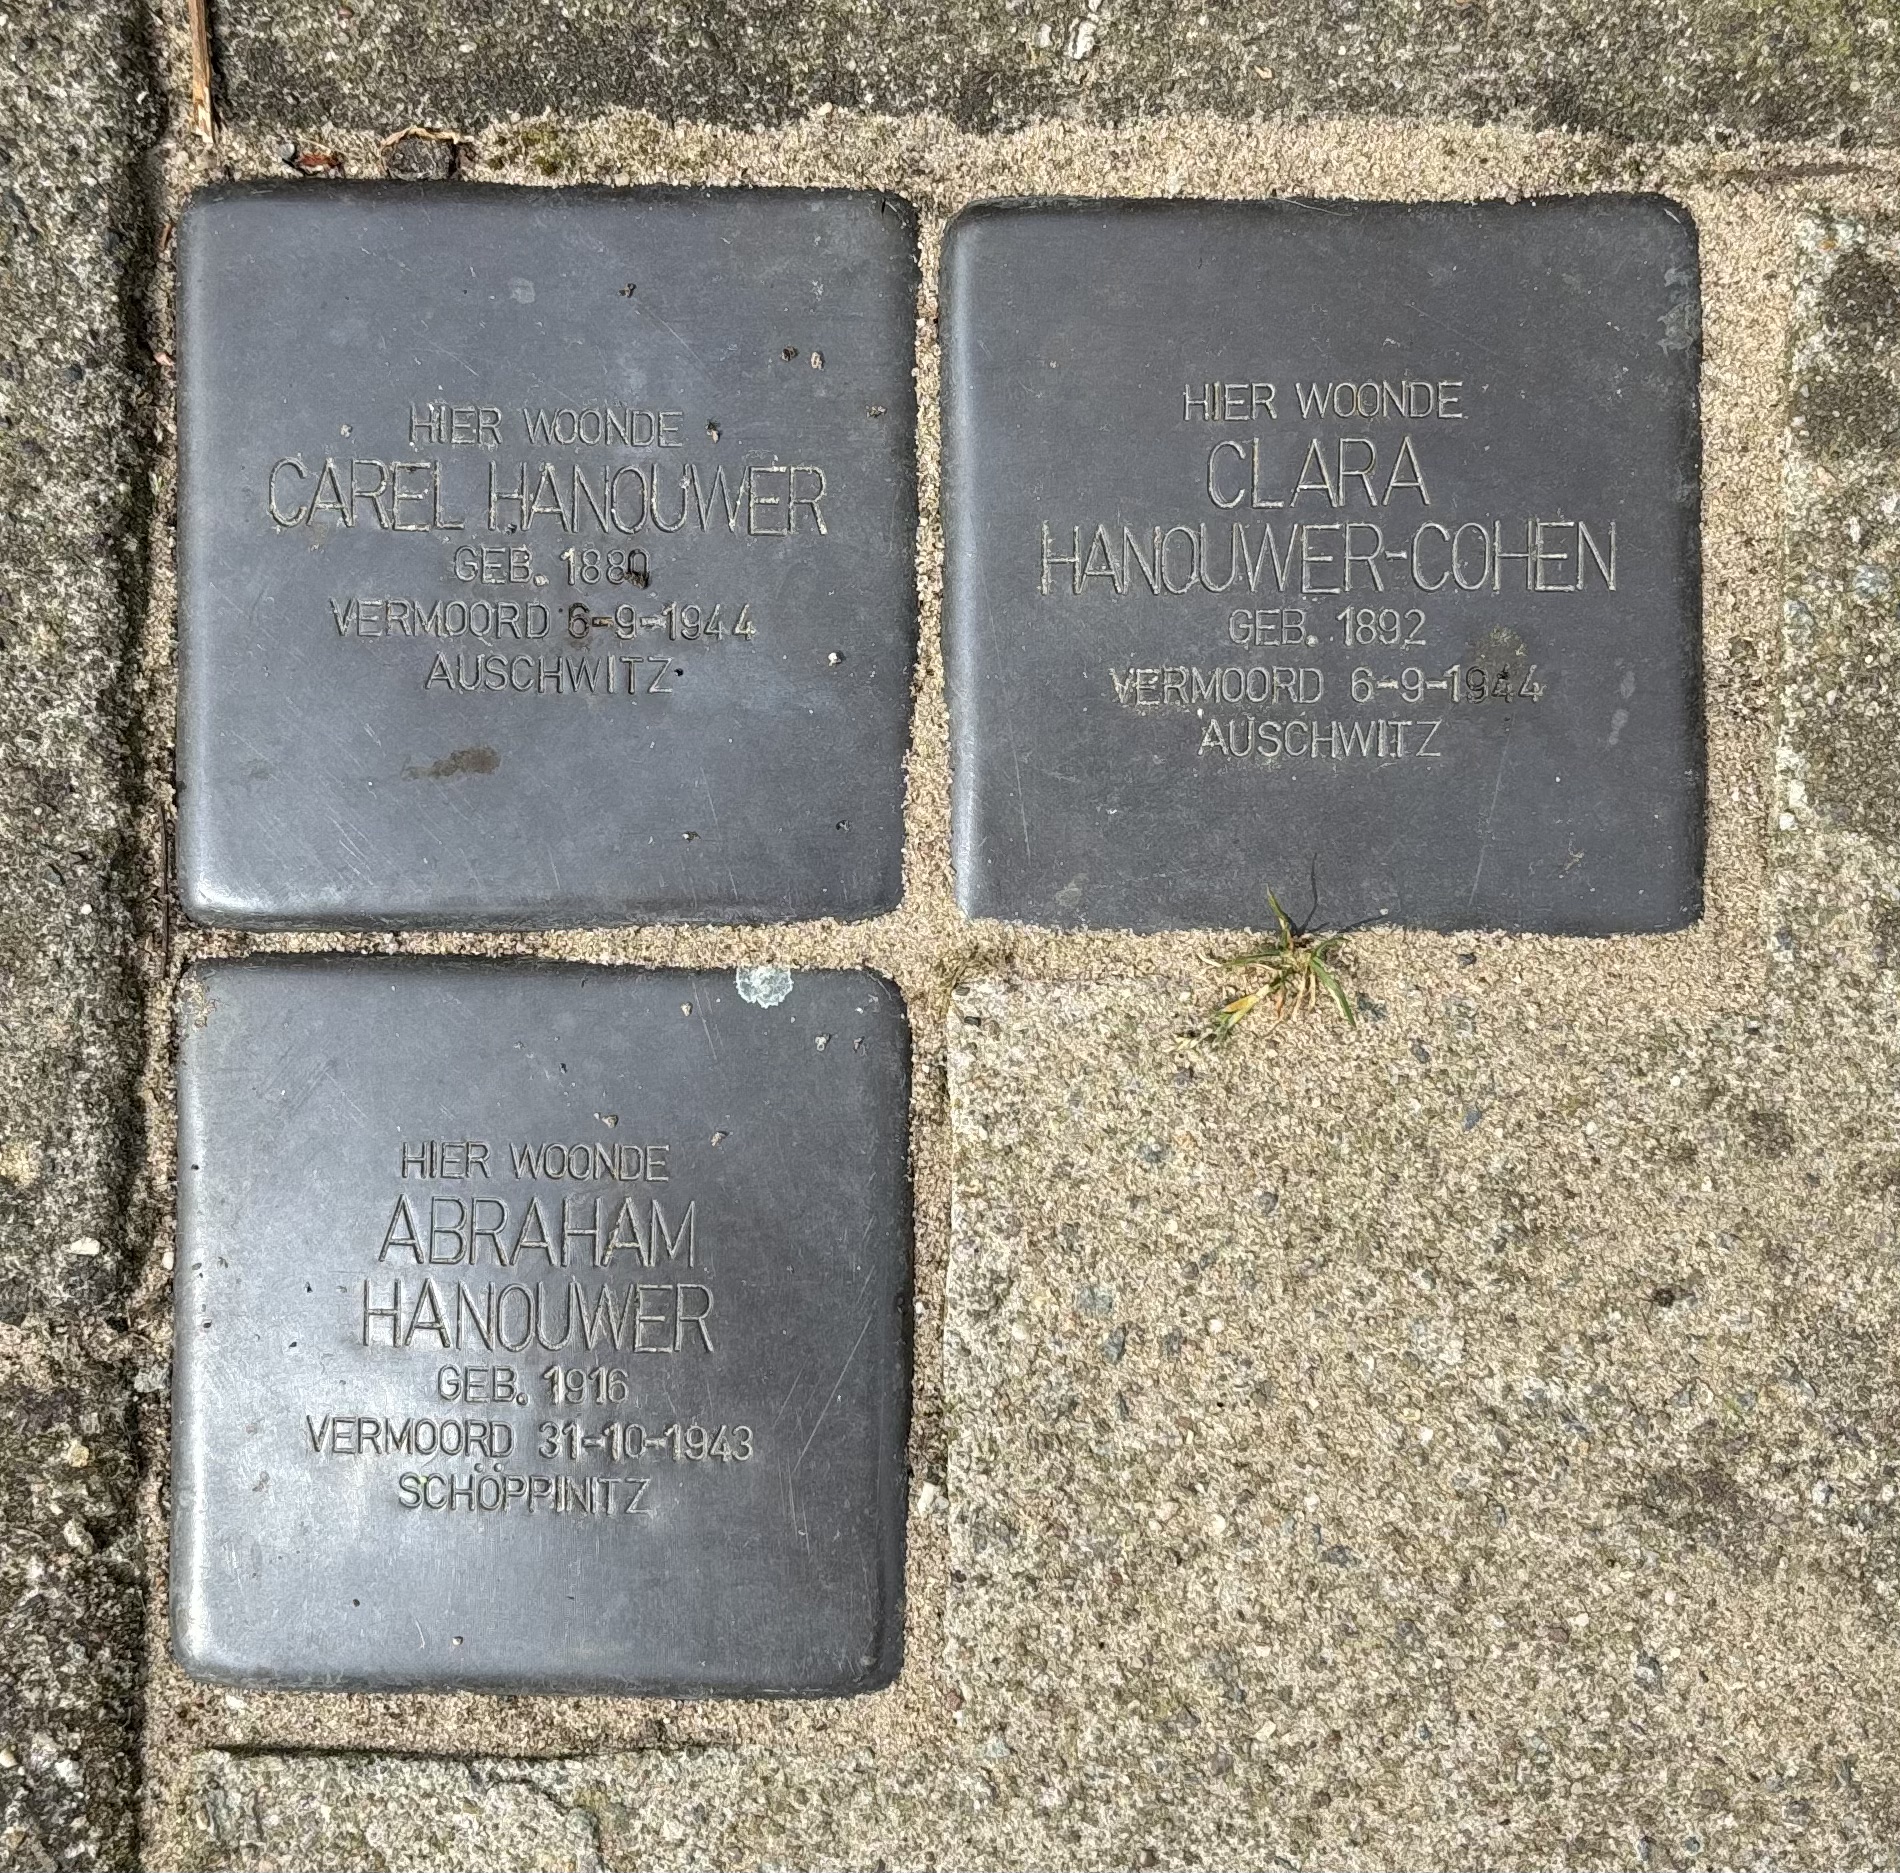 HIER WOONDE
CAREL HANOUWER
GEB. 1880
VERMOORD 6-9-1944
AUSCHWITZ
HIER WOONDE
CLARA
HANOUWER-COHEN
GEB. 1892
VERMOORD 6-9-1944
AUSCHWITZ
HIER WOONDE
ABRAHAM
HANOUWER
GEB. 1916
VERMOORD 31-10-1943
SCHÖPPINITZ